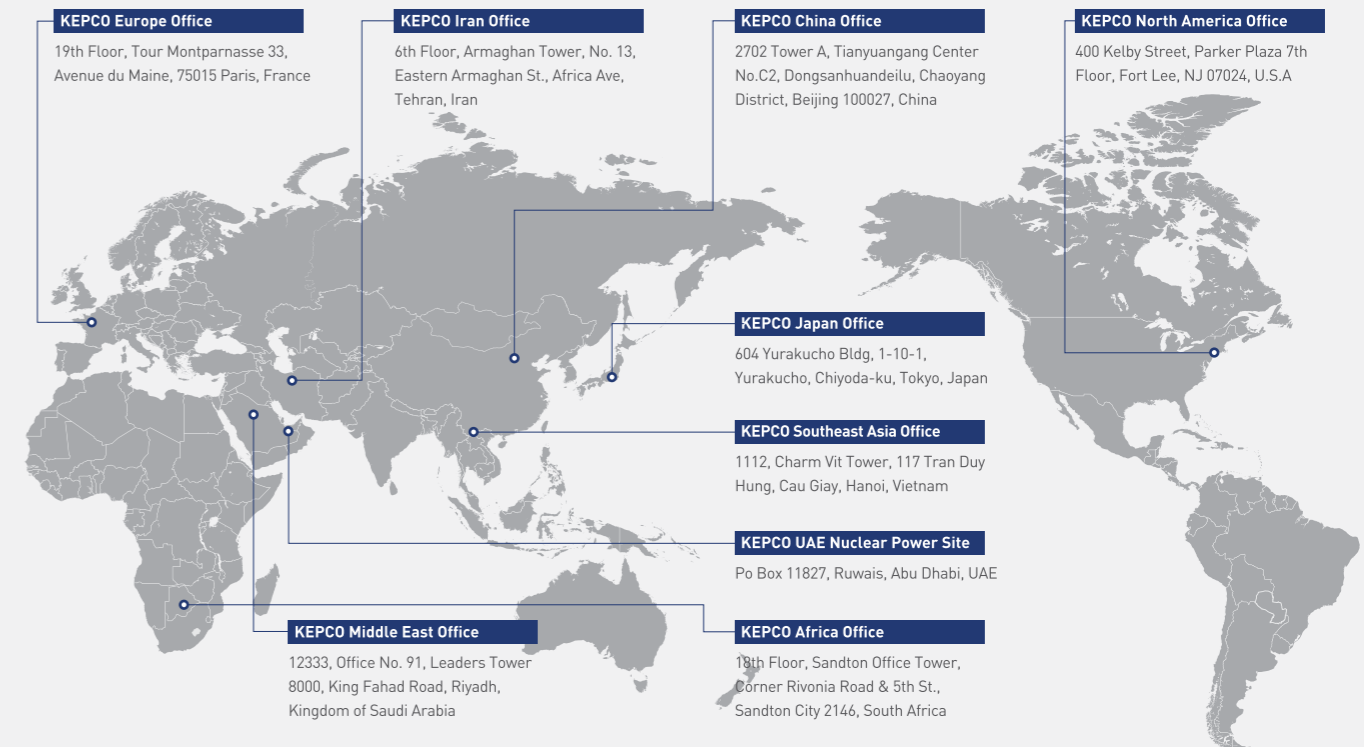 KEPCO Europe Office
19th Floor, Tour Montparnasse 33,
Avenue du Maine, 75015 Paris, France
KEPCO Iran Office
6th Floor, Armaghan Tower, No. 13,
Eastern Armaghan St., Africa Ave,
Tehran, Iran
KEPCO China Office
2702 Tower A, Tianyuangang Center
No.C2, Dongsanhuandeilu, Chaoyang
District, Beijing 100027, China
KEPCO North America Office
400 Kelby Street, Parker Plaza 7th
Floor, Fort Lee, NJ 07024, U.S.A
KEPCO Japan Office
604 Yurakucho Bldg, 1-10-1,
Yurakucho, Chiyoda-ku, Tokyo, Japan
KEPCO Southeast Asia Office
1112, Charm Vit Tower, 117 Tran Duy
Hung, Cau Giay, Hanoi, Vietnam
KEPCO UAE Nuclear Power Site
Po Box 11827, Ruwais, Abu Dhabi, UAE
KEPCO Middle East Office
12333, Office No. 91, Leaders Tower
8000, King Fahad Road, Riyadh,
Kingdom of Saudi Arabia
KEPCO Africa Office
18th Floor, Sandton Office Tower,
Corner Rivonia Road & 5th St.,
Sandton City 2146, South Africa